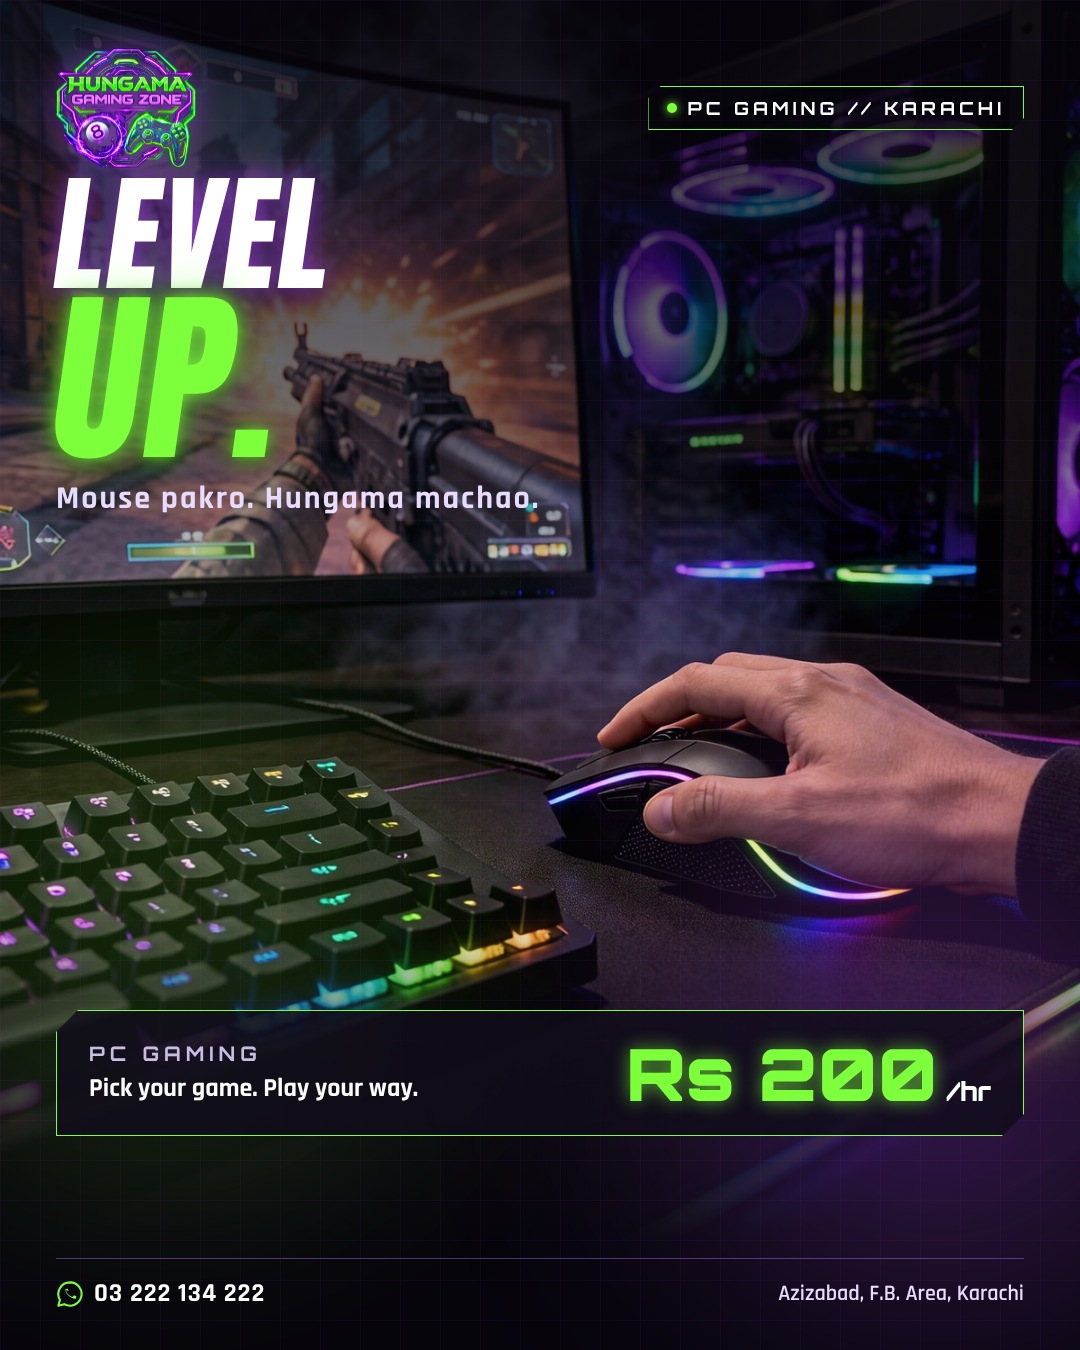 HUNGAMA
GAMING ZONE
8
PC GAMING // KARACHI
LEVEL
UP.
Mouse pakro. Hungama machao.
PC GAMING
Pick your game. Play your way.
Rs 200 /hr
03 222 134 222
Azizabad, F.B. Area, Karachi